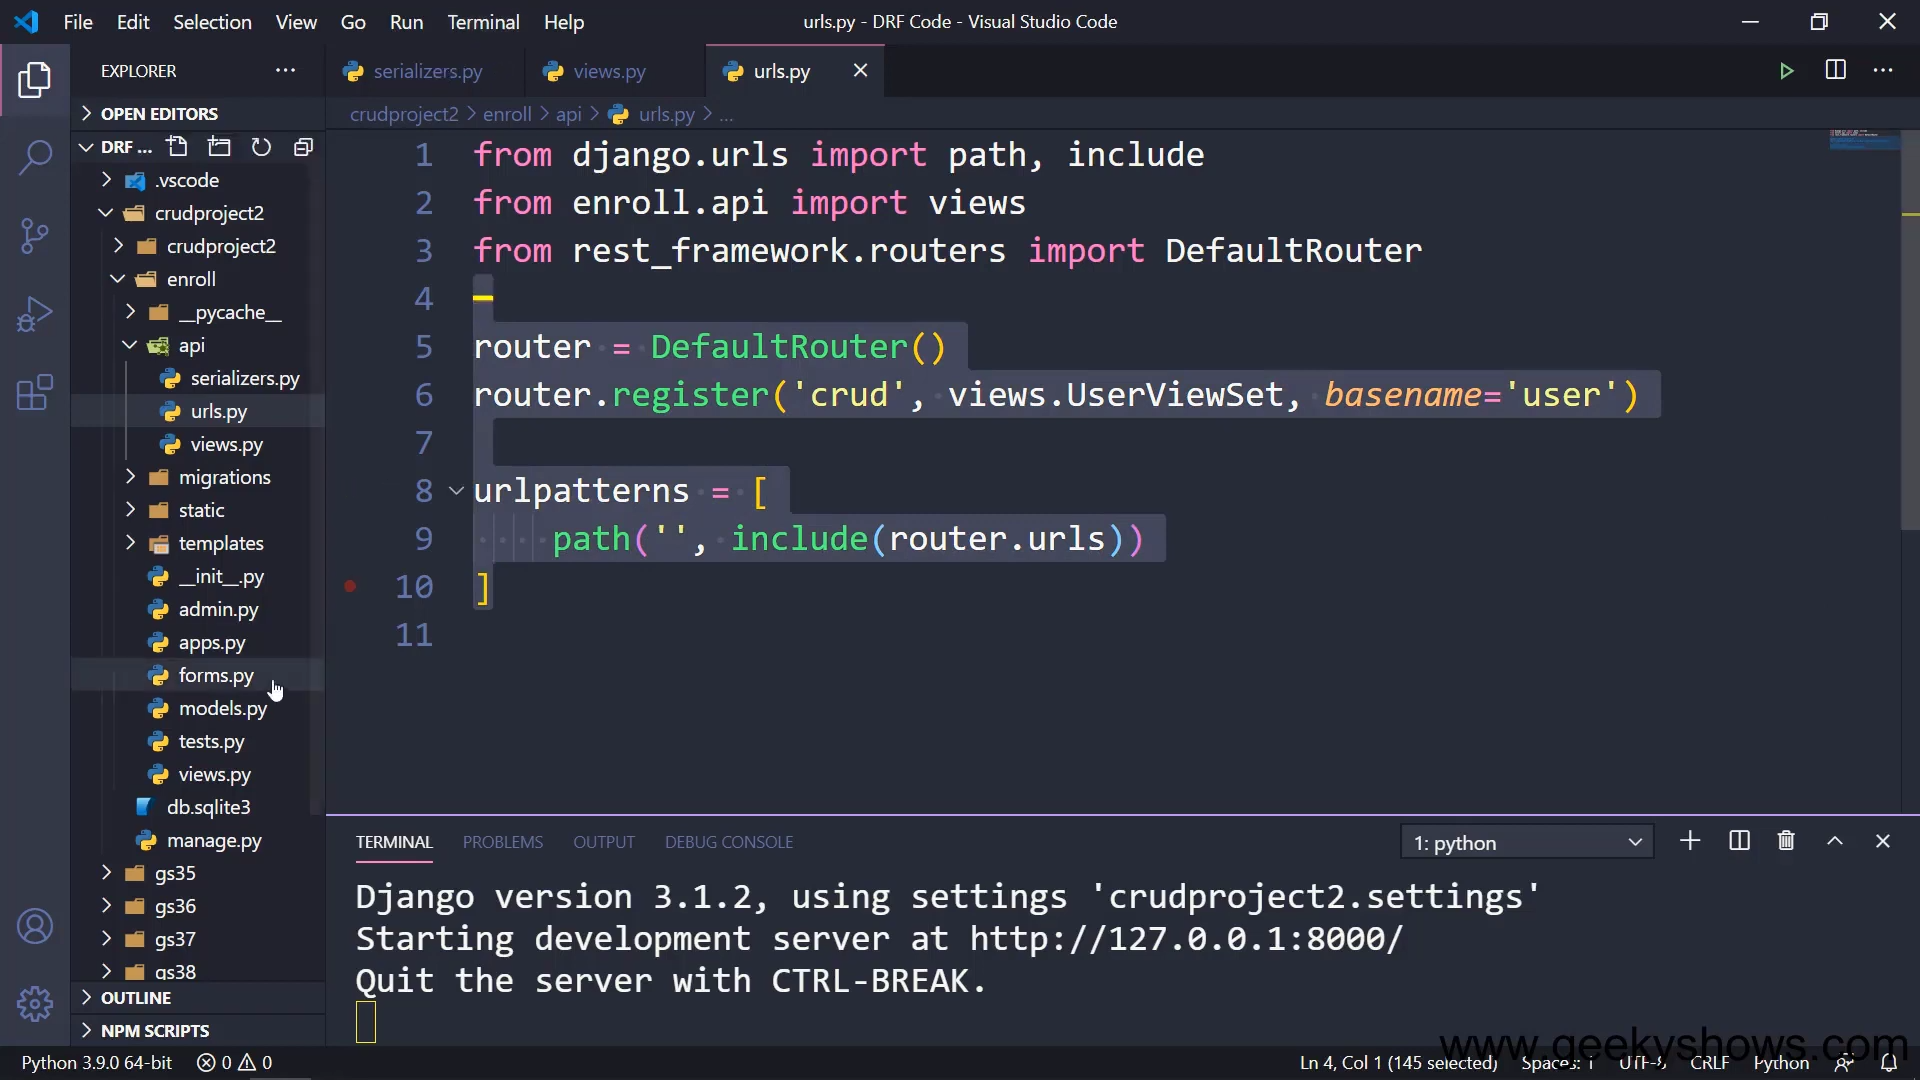 File Edit Selection View Go Run Terminal Help
urls.py - DRF Code - Visual Studio Code
EXPLORER
OPEN EDITORS
DRF ...
.vscode
crudproject2
crudproject2
enroll
__pycache__
api
serializers.py
urls.py
views.py
migrations
static
templates
__init__.py
admin.py
apps.py
forms.py
models.py
tests.py
views.py
db.sqlite3
manage.py
gs35
gs36
gs37
gs38
OUTLINE
NPM SCRIPTS
serializers.py views.py urls.py
crudproject2 > enroll > api > urls.py > ...
1 from django.urls import path, include
2 from enroll.api import views
3 from rest_framework.routers import DefaultRouter
4
5 router = DefaultRouter()
6 router.register('crud', views.UserViewSet, basename='user')
7
8 urlpatterns = [
9 path('', include(router.urls))
10 ]
11
TERMINAL PROBLEMS OUTPUT DEBUG CONSOLE
1: python
Django version 3.1.2, using settings 'crudproject2.settings'
Starting development server at http://127.0.0.1:8000/
Quit the server with CTRL-BREAK.
www.geekyshows.com
Python 3.9.0 64-bit 0 0
Ln 4, Col 1 (145 selected) Spaces: 1 UTF-8 CRLF Python